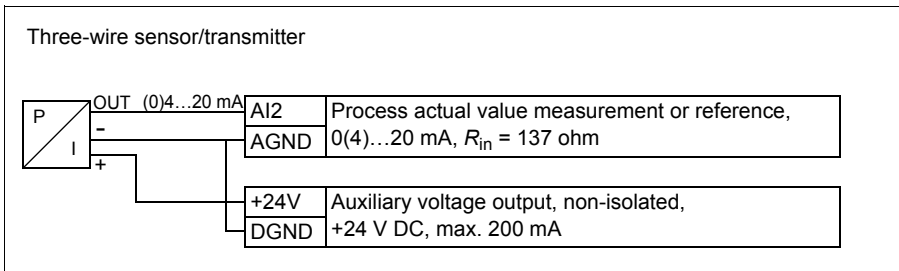 Three-wire sensor/transmitter
P
I
OUT (0)4…20 mA
-
+
AI2 Process actual value measurement or reference,
AGND 0(4)…20 mA, Rin = 137 ohm
+24V Auxiliary voltage output, non-isolated,
DGND +24 V DC, max. 200 mA